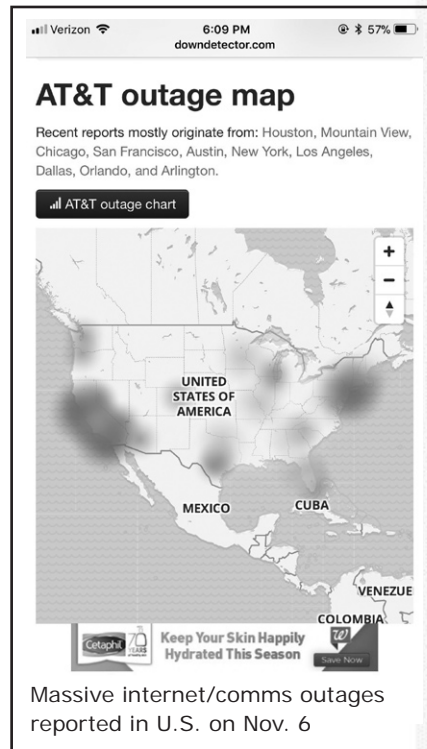 Verizon 6:09 PM 57%
downdetector.com
AT&T outage map
Recent reports mostly originate from: Houston, Mountain View,
Chicago, San Francisco, Austin, New York, Los Angeles,
Dallas, Orlando, and Arlington.
AT&T outage chart
+
−
UNITED
STATES OF
AMERICA
MEXICO
CUBA
VENEZUE
COLOMBIA
Cetaphil 70 YEARS
Keep Your Skin Happily
Hydrated This Season
W
Save Now
Massive internet/comms outages
reported in U.S. on Nov. 6